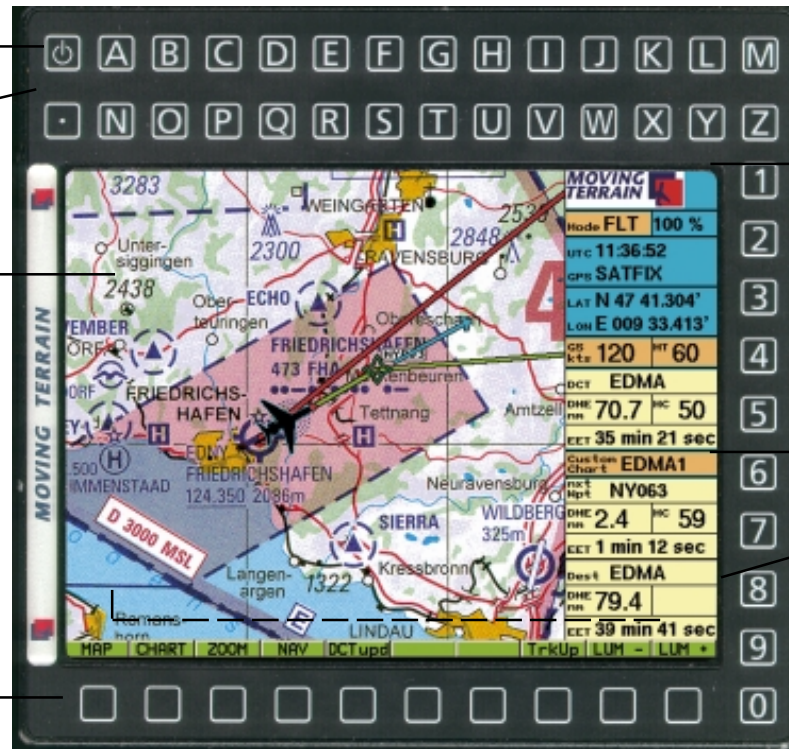 A B C D E F G H I J K L M
· N O P Q R S T U V W X Y Z
1
2
3
4
5
6
7
8
9
0
MOVING TERRAIN
3283
WEINGARTEN
2300
2848
RAVENSBURG
Unter-
siggingen
2438
Ober-
teuringen
ECHO
H
4
FRIEDRICHSHAFEN
473 FHA
FRIEDRICHS-
HAFEN
Tettnang
Amtzell
H
H
EDNY
FRIEDRICHSHAFEN
124.350 2086m
H
IMMENSTAAD
D 3000 MSL
Neuravensburg
WILDBERG
325m
SIERRA
Kressbronn
Langen-
argen
1322
E
Romans-
horn
LINDAU
MOVING
TERRAIN
Mode FLT 100 %
UTC 11:36:52
GPS SATFIX
LAT N 47 41.304'
LON E 009 33.413'
GS kts 120 MT 60
DCT EDMA
DME nm 70.7 MC 50
EET 35 min 21 sec
Custom Chart EDMA1
nxt Wpt NY063
DME nm 2.4 MC 59
EET 1 min 12 sec
Dest EDMA
DME nm 79.4
EET 39 min 41 sec
MAP CHART ZOOM NAV DCTupd TrkUp LUM - LUM +